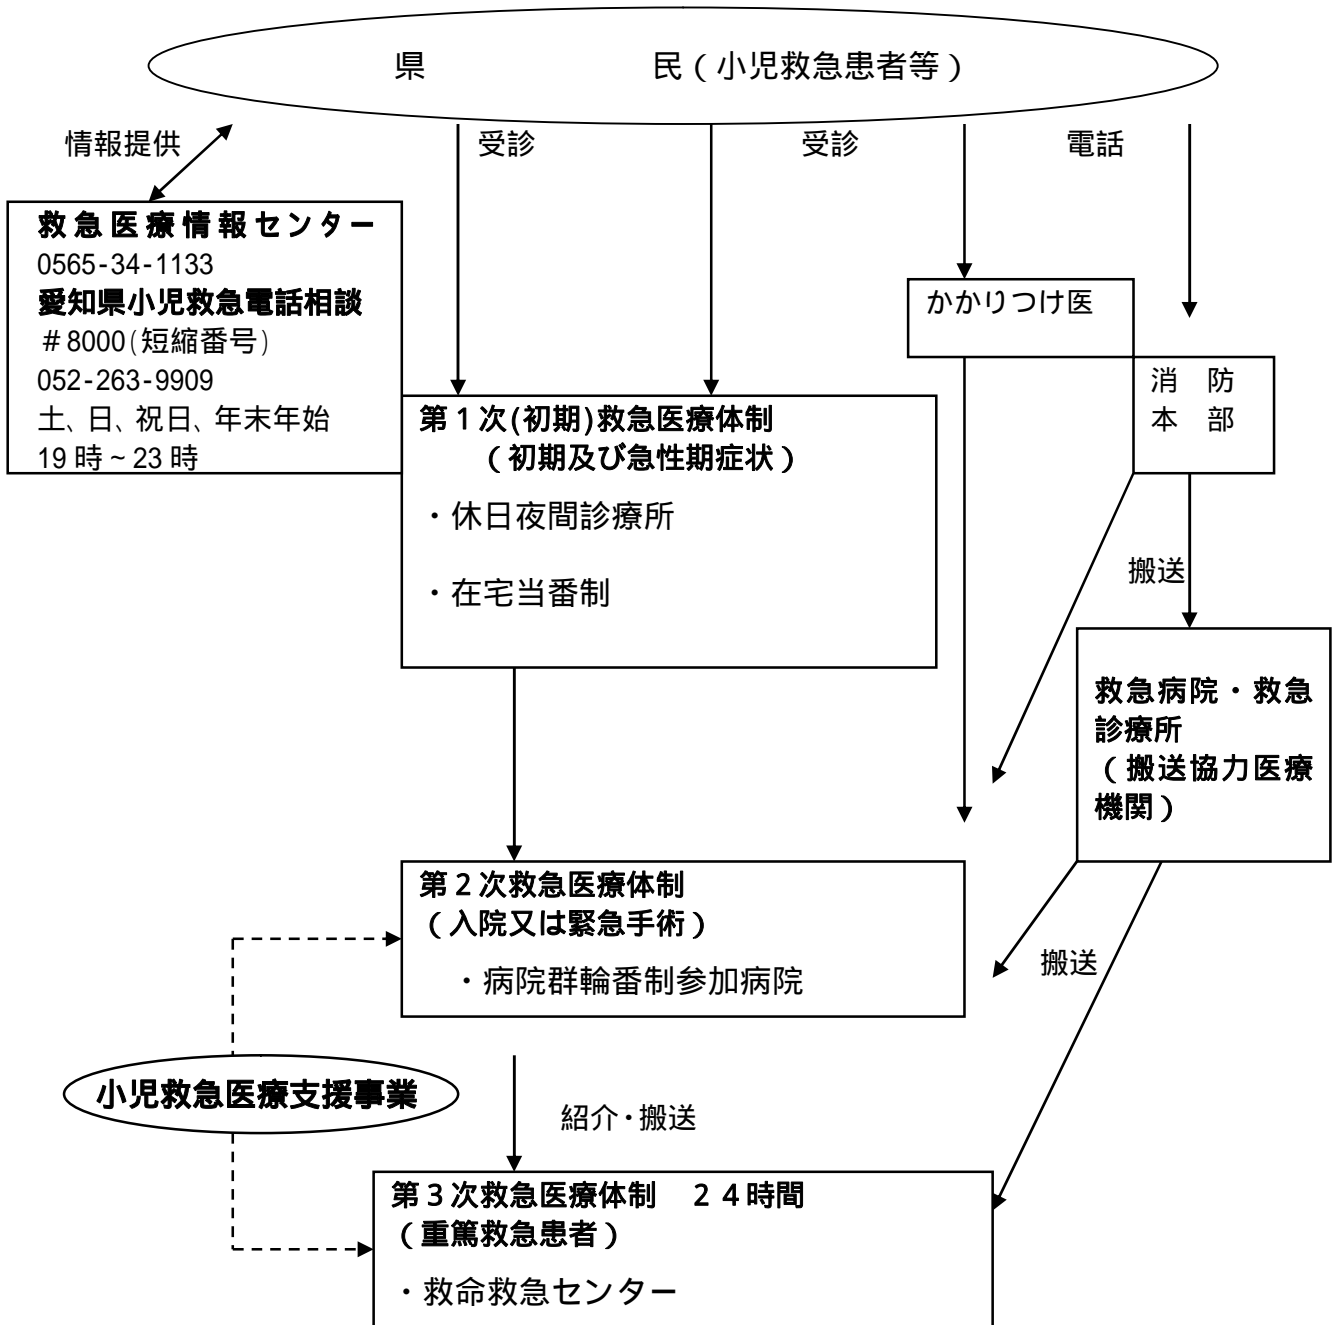 県　民（小児救急患者等）
情報提供
受診
受診
電話
救急医療情報センター
0565-34-1133
愛知県小児救急電話相談
＃8000(短縮番号)
052-263-9909
土、日、祝日、年末年始
19時～23時
かかりつけ医
消　防
本　部
第１次(初期)救急医療体制
（初期及び急性期症状）
・休日夜間診療所
・在宅当番制
搬送
救急病院・救急
診療所
（搬送協力医療
機関）
第２次救急医療体制
（入院又は緊急手術）
・病院群輪番制参加病院
搬送
小児救急医療支援事業
紹介・搬送
第３次救急医療体制　２４時間
（重篤救急患者）
・救命救急センター